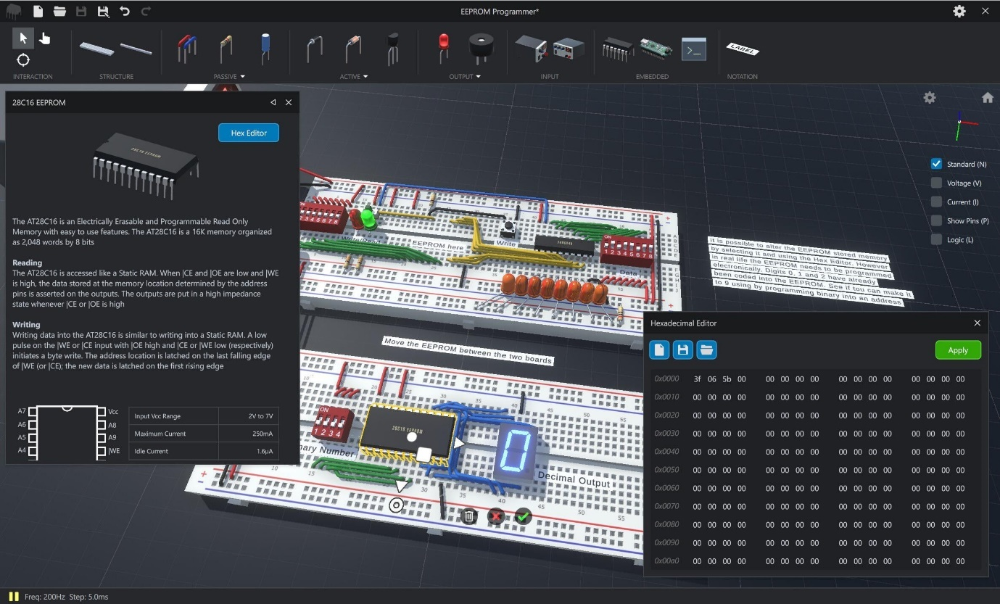 EEPROM Programmer*
INTERACTION
STRUCTURE
PASSIVE
ACTIVE
OUTPUT
INPUT
EMBEDDED
LABEL
NOTATION
28C16 EEPROM
Hex Editor
28C16 EEPROM
The AT28C16 is an Electrically Erasable and Programmable Read Only
Memory with easy to use features. The AT28C16 is a 16K memory organized
as 2,048 words by 8 bits
Reading
The AT28C16 is accessed like a Static RAM. When |CE and |OE are low and |WE
is high, the data stored at the memory location determined by the address
pins is asserted on the outputs. The outputs are put in a high impedance
state whenever |CE or |OE is high
Writing
Writing data into the AT28C16 is similar to writing into a Static RAM. A low
pulse on the |WE or |CE input with |OE high and |CE or |WE low (respectively)
initiates a byte write. The address location is latched on the last falling edge
of |WE (or |CE); the new data is latched on the first rising edge
A7 Vcc
A6 A8
A5 A9
A4 |WE
Input Vcc Range 2V to 7V
Maximum Current 250mA
Idle Current 1.6µA
Standard (N)
Voltage (V)
Current (I)
Show Pins (P)
Logic (L)
EEPROM here
Write
Data
It is possible to alter the EEPROM stored memory
by selecting it and using the Hex Editor. However
in real life the EEPROM needs to be programmed
electronically. Digits 0, 1 and 2 have already
been coded into the EEPROM. See if tou can make it
to 9 using by programming binary into an address
Move the EEPROM between the two boards
ON
1 2 3 4
28C16 EEPROM
nary Number
0
Decimal Output
Hexadecimal Editor
Apply
0x0000 3f 06 5b 00 00 00 00 00 00 00 00 00 00 00 00 00
0x0010 00 00 00 00 00 00 00 00 00 00 00 00 00 00 00 00
0x0020 00 00 00 00 00 00 00 00 00 00 00 00 00 00 00 00
0x0030 00 00 00 00 00 00 00 00 00 00 00 00 00 00 00 00
0x0040 00 00 00 00 00 00 00 00 00 00 00 00 00 00 00 00
0x0050 00 00 00 00 00 00 00 00 00 00 00 00 00 00 00 00
0x0060 00 00 00 00 00 00 00 00 00 00 00 00 00 00 00 00
0x0070 00 00 00 00 00 00 00 00 00 00 00 00 00 00 00 00
0x0080 00 00 00 00 00 00 00 00 00 00 00 00 00 00 00 00
0x0090 00 00 00 00 00 00 00 00 00 00 00 00 00 00 00 00
0x00a0 00 00 00 00 00 00 00 00 00 00 00 00 00 00 00 00
Freq: 200Hz Step: 5.0ms